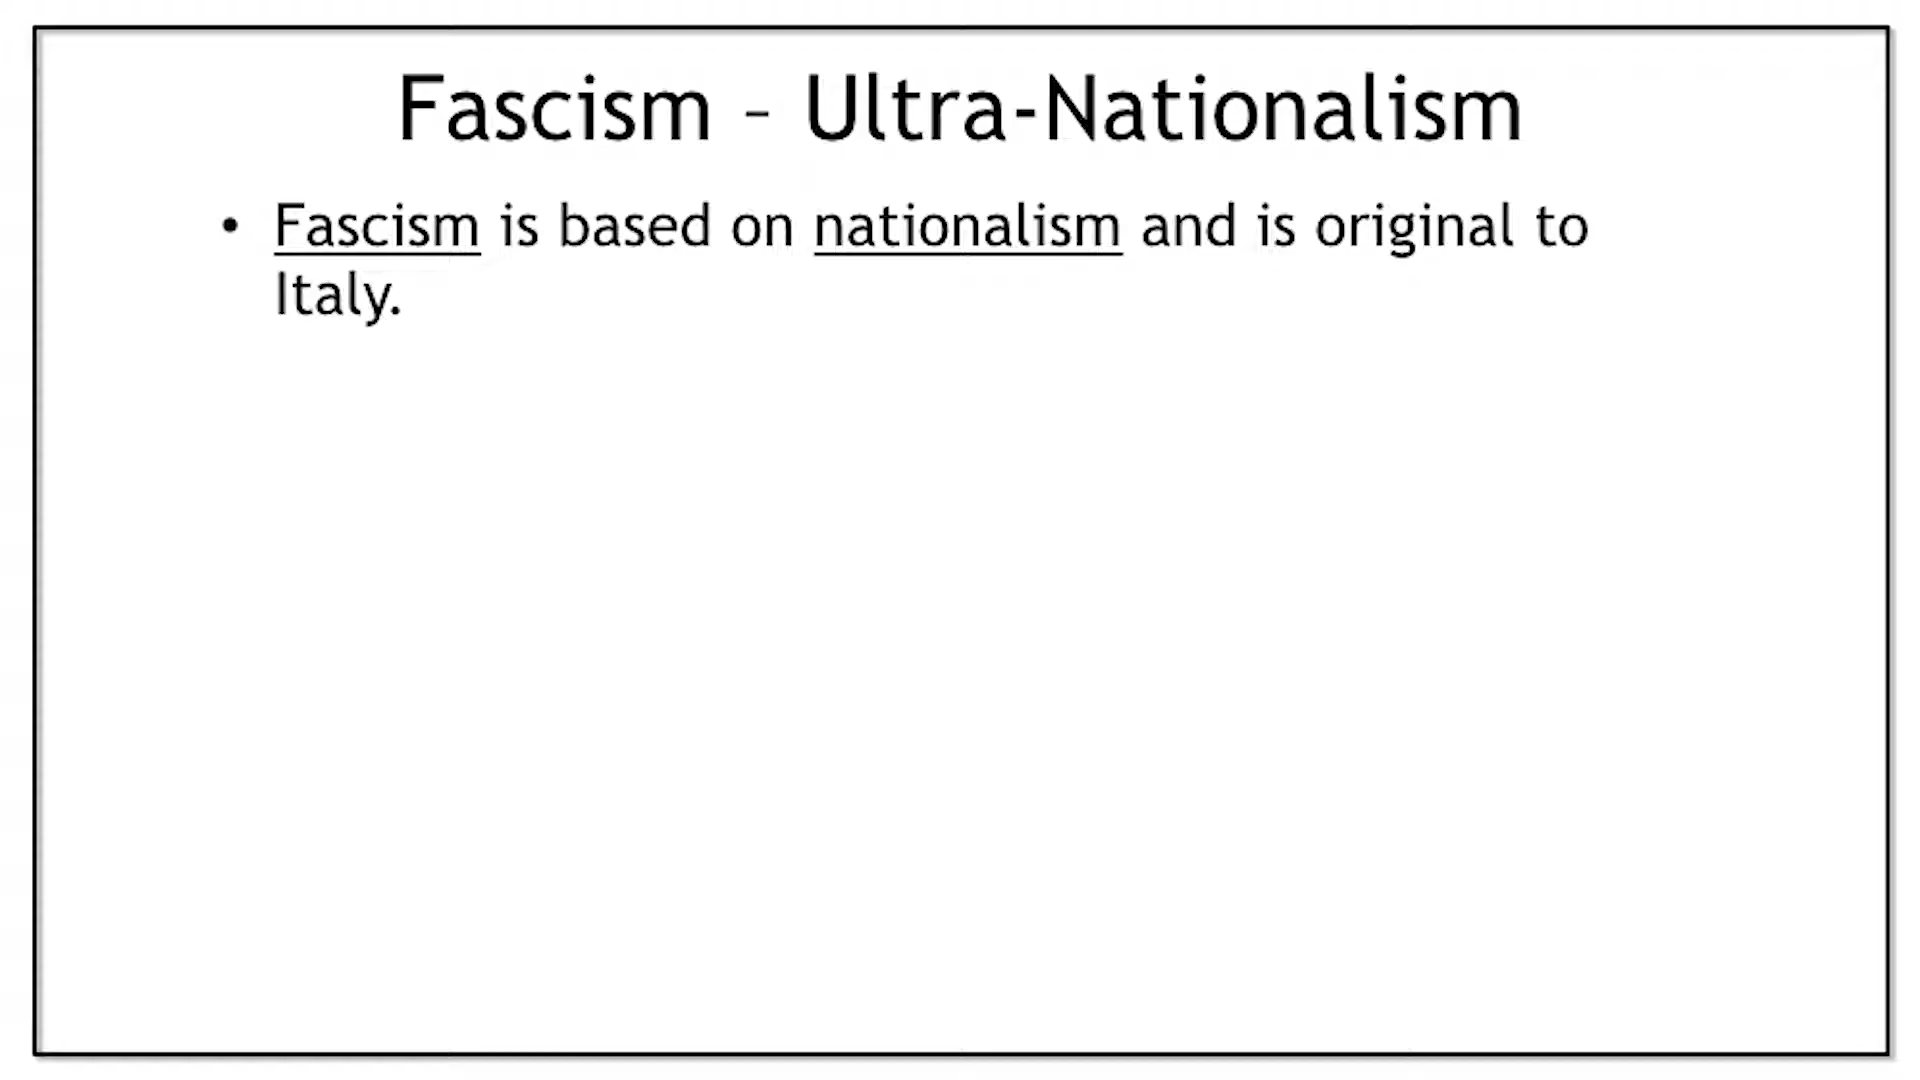 Fascism – Ultra-Nationalism
• Fascism is based on nationalism and is original to
Italy.